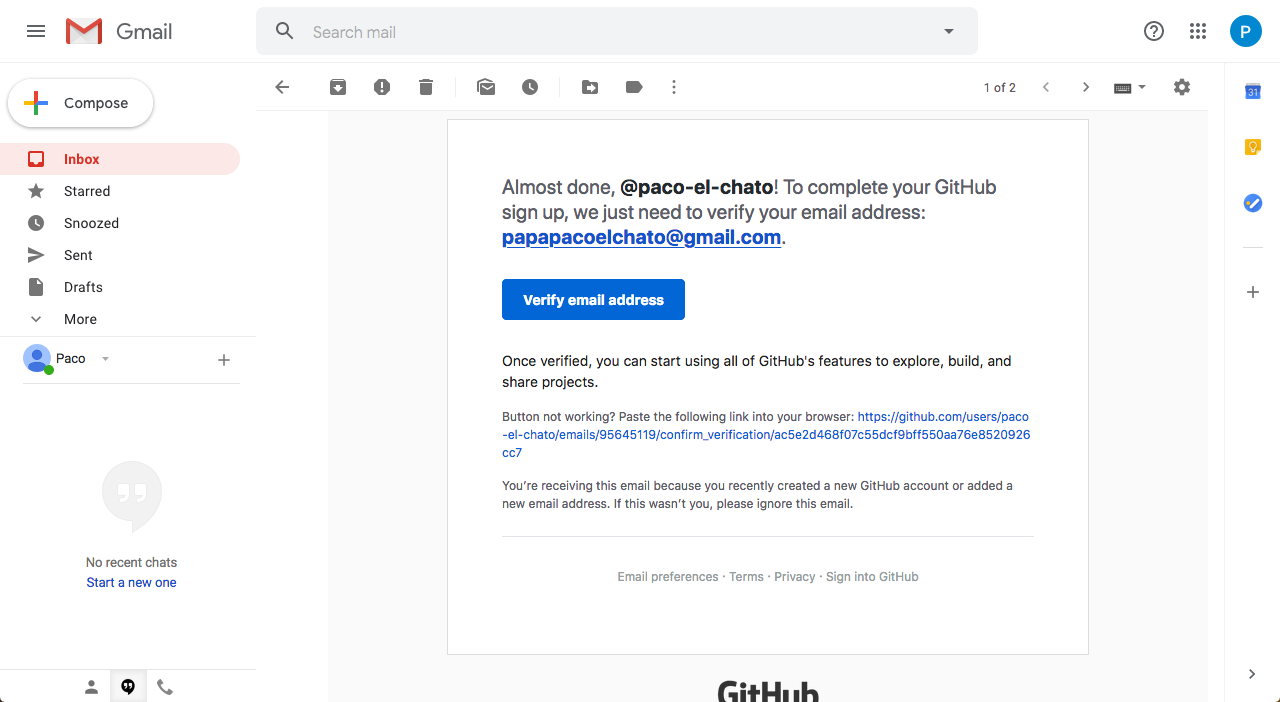 Gmail
Search mail
P
Compose
1 of 2
31
Inbox
Starred
Snoozed
Sent
Drafts
More
Paco
No recent chats
Start a new one
Almost done, @paco-el-chato! To complete your GitHub
sign up, we just need to verify your email address:
papapacoelchato@gmail.com.
Verify email address
Once verified, you can start using all of GitHub's features to explore, build, and
share projects.
Button not working? Paste the following link into your browser: https://github.com/users/paco
-el-chato/emails/95645119/confirm_verification/ac5e2d468f07c55dcf9bff550aa76e8520926
cc7
You’re receiving this email because you recently created a new GitHub account or added a
new email address. If this wasn’t you, please ignore this email.
Email preferences · Terms · Privacy · Sign into GitHub
GitHub